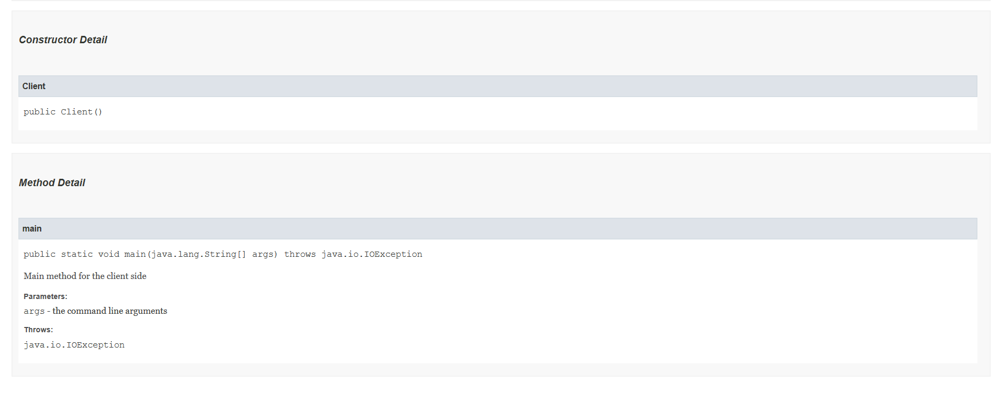 Constructor Detail
Client
public Client()
Method Detail
main
public static void main(java.lang.String[] args) throws java.io.IOException
Main method for the client side
Parameters:
args - the command line arguments
Throws:
java.io.IOException